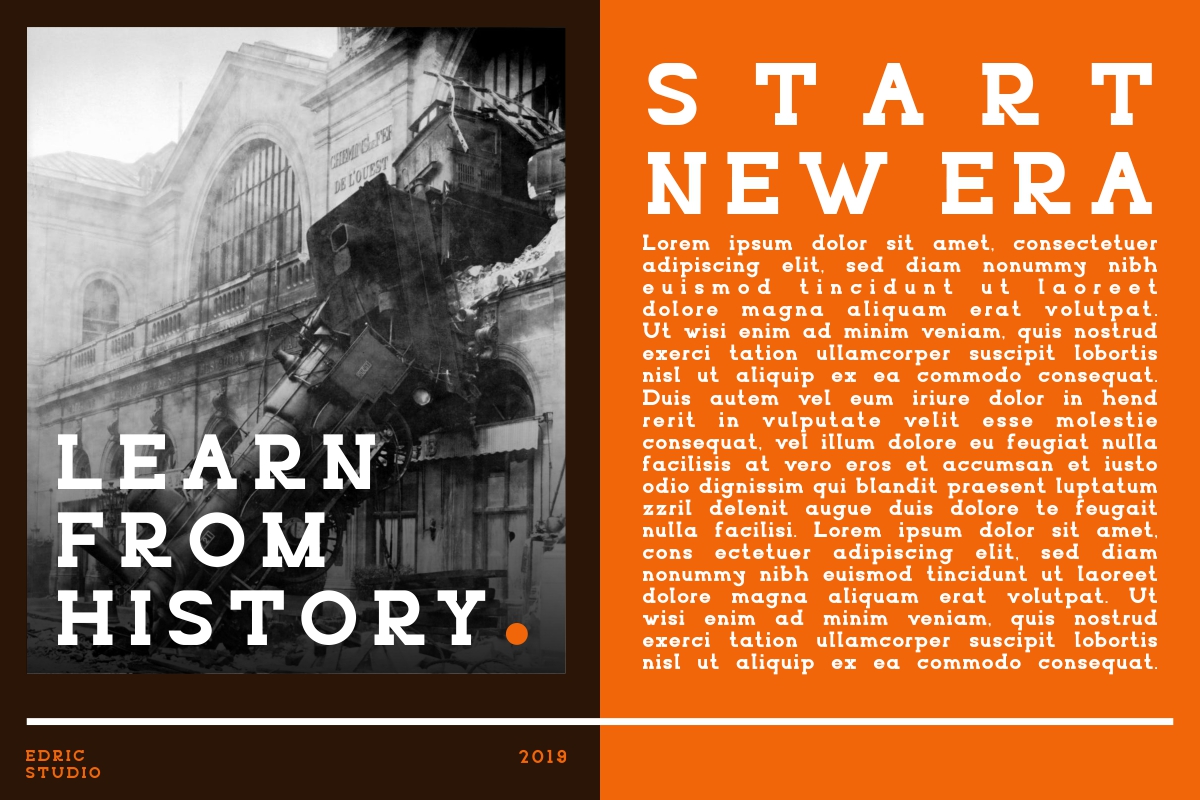 CHEMINS DE FER
DE L'OUEST
LEARN
FROM
HISTORY.
START
NEW ERA
Lorem ipsum dolor sit amet, consectetuer
adipiscing elit, sed diam nonummy nibh
euismod tincidunt ut laoreet
dolore magna aliquam erat volutpat.
Ut wisi enim ad minim veniam, quis nostrud
exerci tation ullamcorper suscipit lobortis
nisl ut aliquip ex ea commodo consequat.
Duis autem vel eum iriure dolor in hend
rerit in vulputate velit esse molestie
consequat, vel illum dolore eu feugiat nulla
facilisis at vero eros et accumsan et iusto
odio dignissim qui blandit praesent luptatum
zzril delenit augue duis dolore te feugait
nulla facilisi. Lorem ipsum dolor sit amet,
cons ectetuer adipiscing elit, sed diam
nonummy nibh euismod tincidunt ut laoreet
dolore magna aliquam erat volutpat. Ut
wisi enim ad minim veniam, quis nostrud
exerci tation ullamcorper suscipit lobortis
nisl ut aliquip ex ea commodo consequat.
EDRIC
STUDIO
2019